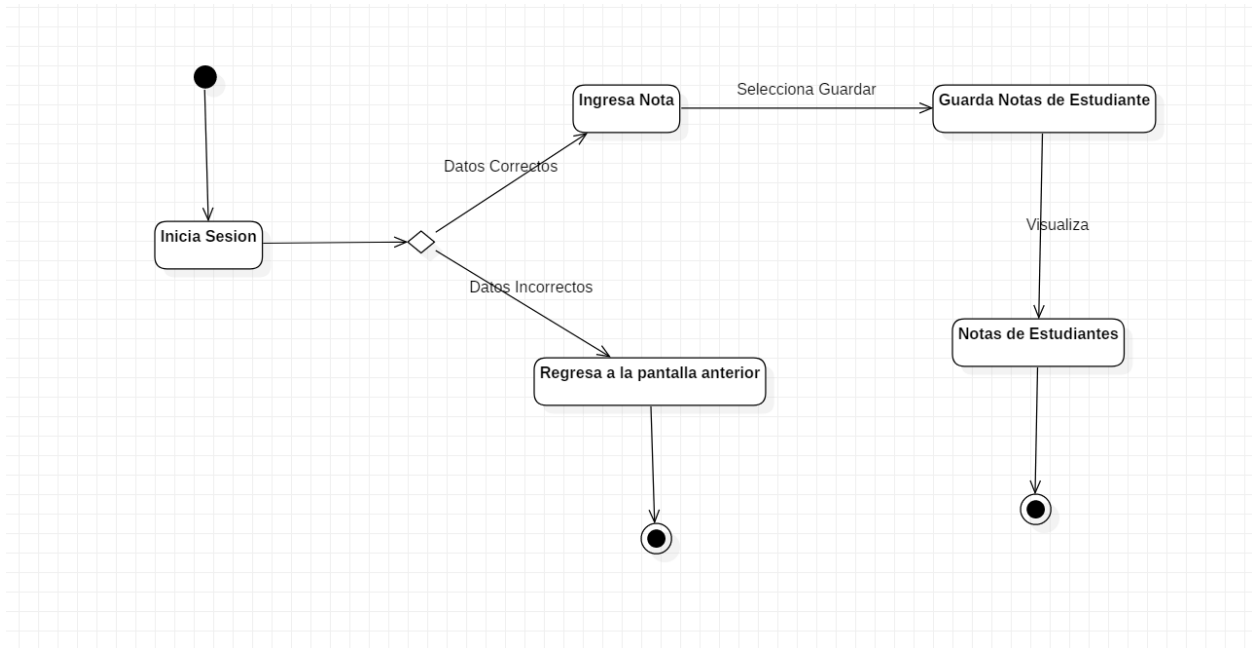 Ingresa Nota
Selecciona Guardar
Guarda Notas de Estudiante
Datos Correctos
Inicia Sesion
Visualiza
Datos Incorrectos
Notas de Estudiantes
Regresa a la pantalla anterior